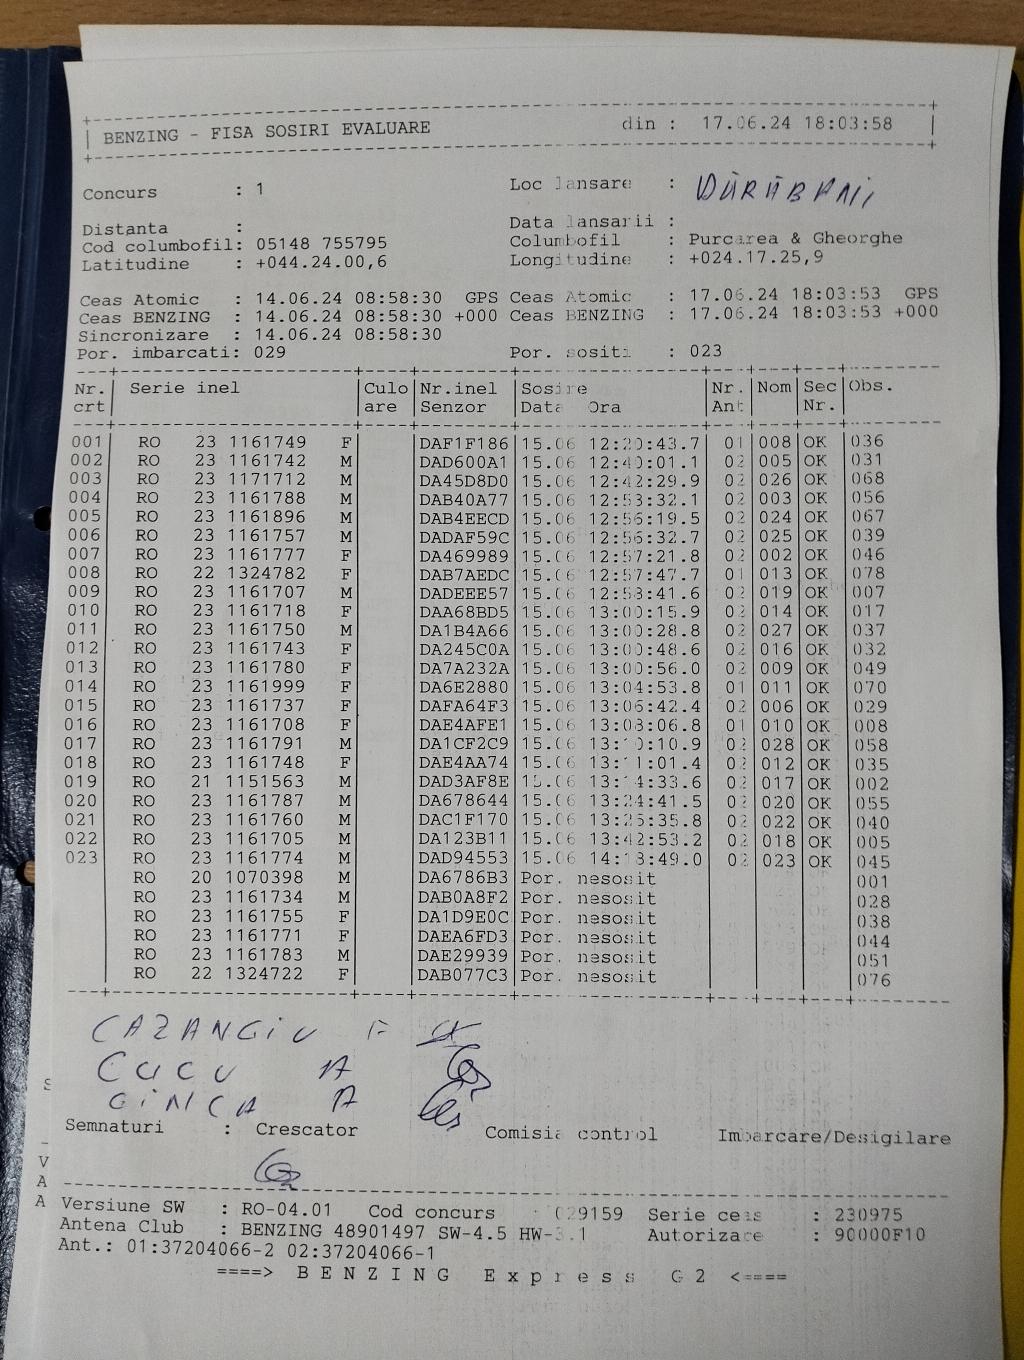 BENZING - FISA SOSIRI EVALUARE din : 17.06.24 18:03:58
Concurs : 1 Loc lansare : DARABANI
Distanta : Data lansarii :
Cod columbofil: 05148 755795 Columbofil : Purcarea & Gheorghe
Latitudine : +044.24.00,6 Longitudine : +024.17.25,9
Ceas Atomic : 14.06.24 08:58:30 GPS Ceas Atomic : 17.06.24 18:03:53 GPS
Ceas BENZING : 14.06.24 08:58:30 +000 Ceas BENZING : 17.06.24 18:03:53 +000
Sincronizare : 14.06.24 08:58:30
Por. imbarcati: 029 Por. sositi : 023
Nr. Serie inel Culo Nr.inel Sosire Nr. Nom Sec Obs.
crt are Senzor Data Ora Ant Nr.
001 RO 23 1161749 F DAF1F186 15.06 12:20:43.7 01 008 OK 036
002 RO 23 1161742 M DAD600A1 15.06 12:40:01.1 02 005 OK 031
003 RO 23 1171712 M DA45D8D0 15.06 12:42:29.9 02 026 OK 068
004 RO 23 1161788 M DAB40A77 15.06 12:53:32.1 02 003 OK 056
005 RO 23 1161896 M DAB4EECD 15.06 12:56:19.5 02 024 OK 067
006 RO 23 1161757 M DADAF59C 15.06 12:56:32.7 02 025 OK 039
007 RO 23 1161777 F DA469989 15.06 12:57:21.8 02 002 OK 046
008 RO 22 1324782 F DAB7AEDC 15.06 12:57:47.7 01 013 OK 078
009 RO 23 1161707 M DADEEE57 15.06 12:58:41.6 02 019 OK 007
010 RO 23 1161718 F DAA68BD5 15.06 13:00:15.9 02 014 OK 017
011 RO 23 1161750 M DA1B4A66 15.06 13:00:28.8 02 027 OK 037
012 RO 23 1161743 F DA245C0A 15.06 13:00:48.6 02 016 OK 032
013 RO 23 1161780 F DA7A232A 15.06 13:00:56.0 02 009 OK 049
014 RO 23 1161999 F DA6E2880 15.06 13:04:53.8 01 011 OK 070
015 RO 23 1161737 F DAFA64F3 15.06 13:06:42.4 02 006 OK 029
016 RO 23 1161708 F DAE4AFE1 15.06 13:08:06.8 01 010 OK 008
017 RO 23 1161791 M DA1CF2C9 15.06 13:10:10.9 02 028 OK 058
018 RO 23 1161748 F DAE4AA74 15.06 13:11:01.4 02 012 OK 035
019 RO 21 1151563 M DAD3AF8E 15.06 13:14:33.6 02 017 OK 002
020 RO 23 1161787 M DA678644 15.06 13:24:41.5 02 020 OK 055
021 RO 23 1161760 M DAC1F170 15.06 13:25:35.8 02 022 OK 040
022 RO 23 1161705 M DA123B11 15.06 13:42:53.2 02 018 OK 005
023 RO 23 1161774 M DAD94553 15.06 14:18:49.0 02 023 OK 045
RO 20 1070398 M DA6786B3 Por. nesosit 001
RO 23 1161734 M DAB0A8F2 Por. nesosit 028
RO 23 1161755 F DA1D9E0C Por. nesosit 038
RO 23 1161771 F DAEA6FD3 Por. nesosit 044
RO 23 1161783 M DAE29939 Por. nesosit 051
RO 22 1324722 F DAB077C3 Por. nesosit 076
CAZANGIU F
CUCU A
GINCA A
Semnaturi : Crescator Comisia control Imbarcare/Desigilare
Versiune SW : RO-04.01 Cod concurs : 029159 Serie ceas : 230975
Antena Club : BENZING 48901497 SW-4.5 HW-3.1 Autorizare : 90000F10
Ant.: 01:37204066-2 02:37204066-1
====> BENZING Express G2 <====